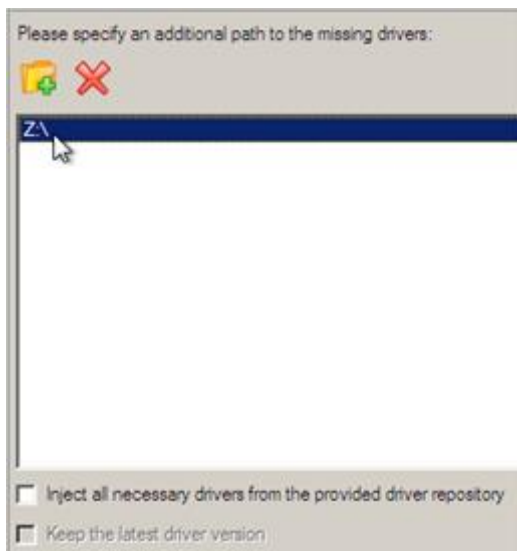 Please specify an additional path to the missing drivers:
Z:\
Inject all necessary drivers from the provided driver repository
Keep the latest driver version